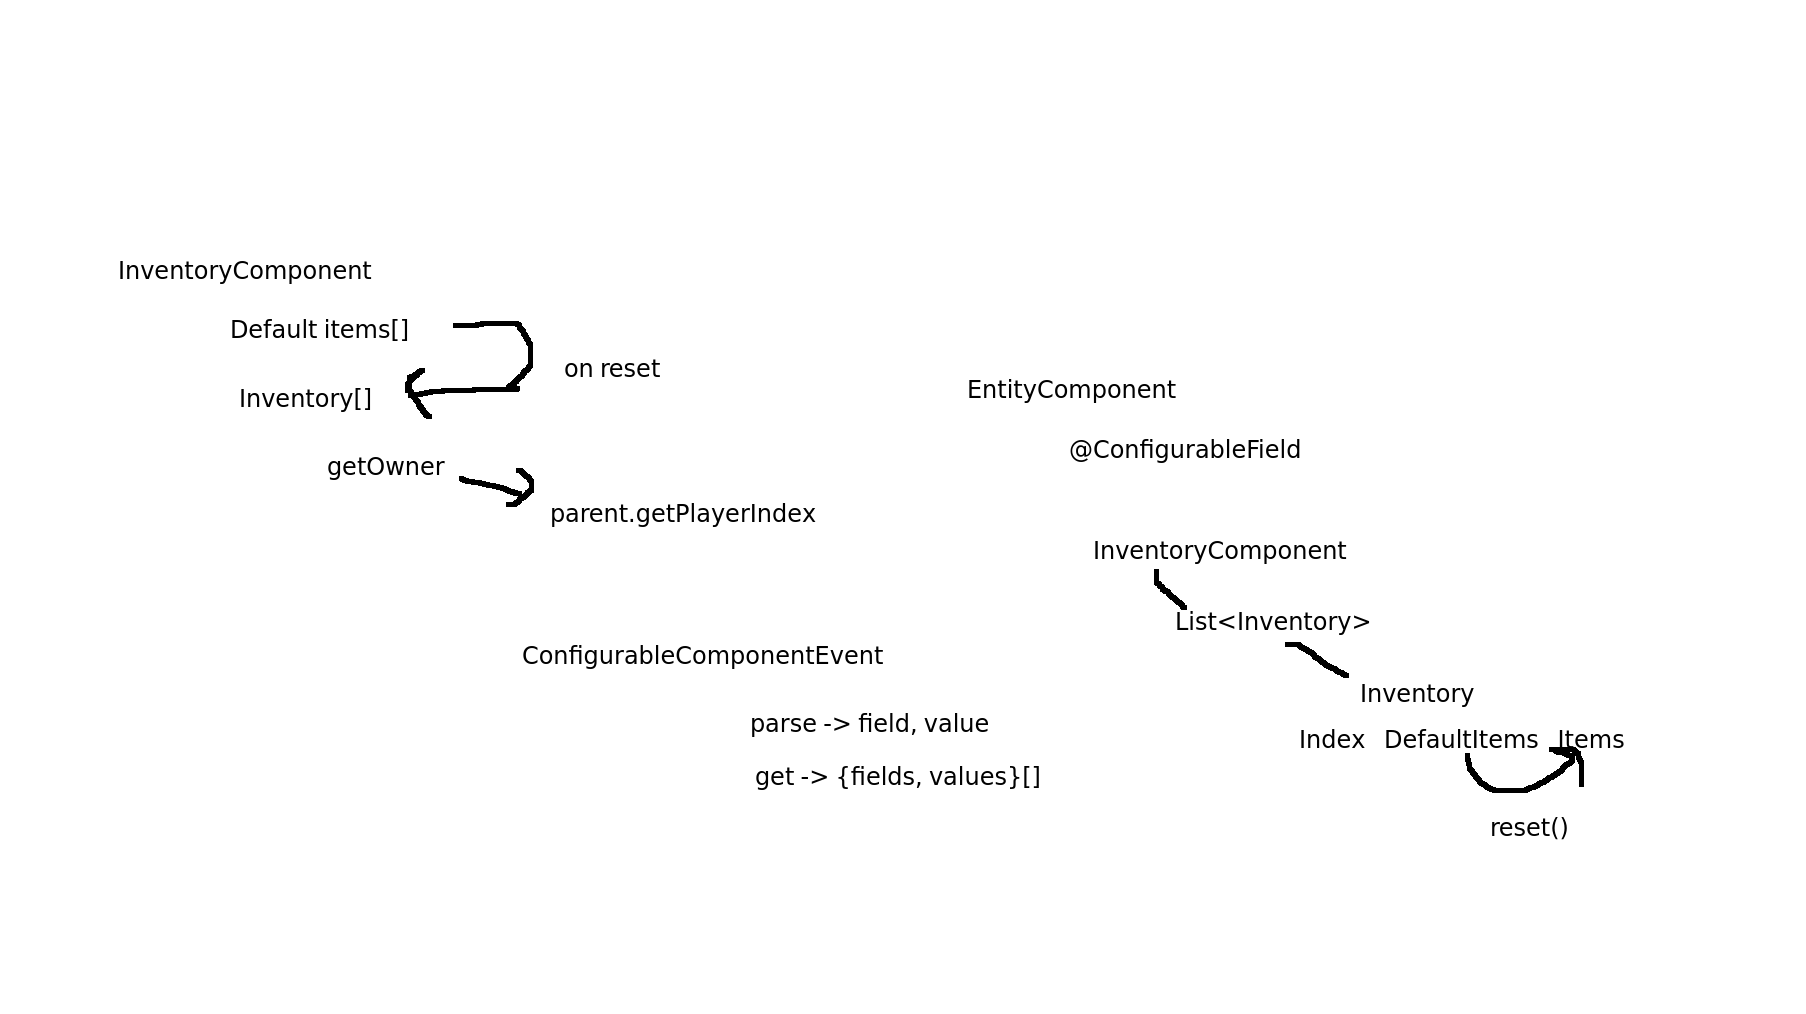 InventoryComponent
Default items[]
on reset
Inventory[]
getOwner
parent.getPlayerIndex
EntityComponent
@ConfigurableField
InventoryComponent
List<Inventory>
Inventory
Index DefaultItems Items
reset()
ConfigurableComponentEvent
parse -> field, value
get -> {fields, values}[]